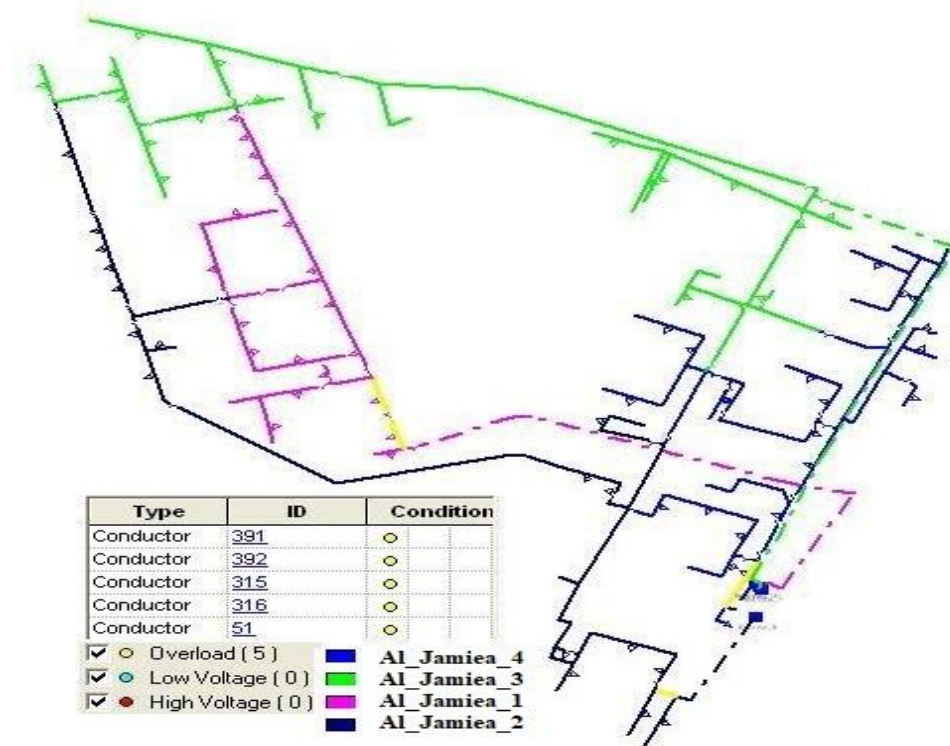 Type ID Condition
Conductor 391
Conductor 392
Conductor 315
Conductor 316
Conductor 51
Overload ( 5 )
Low Voltage ( 0 )
High Voltage ( 0 )
Al_Jamiea_4
Al_Jamiea_3
Al_Jamiea_1
Al_Jamiea_2